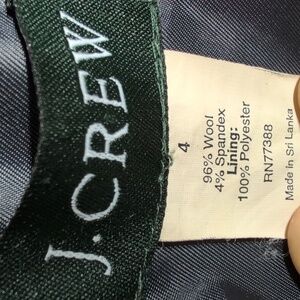 J.CREW
4
96% Wool
4% Spandex
Lining:
100% Polyester
RN77388
Made in Sri Lanka